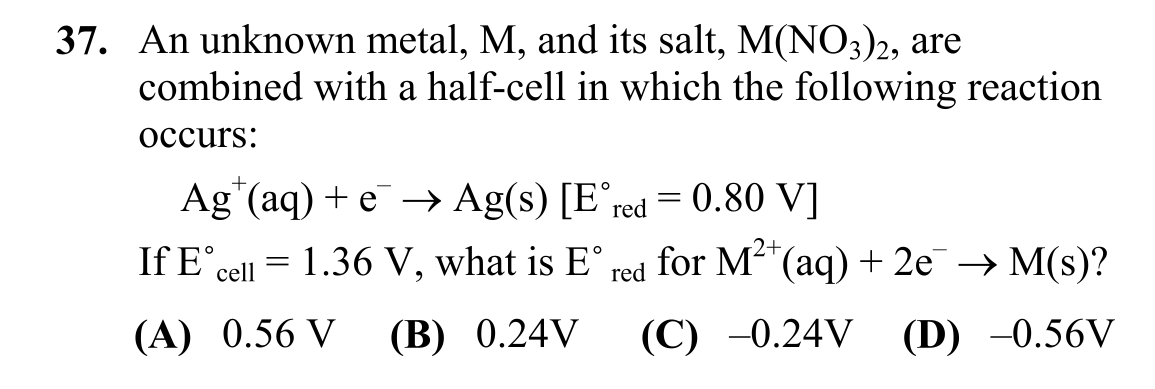 37. An unknown metal, M, and its salt, M(NO₃)₂, are
combined with a half-cell in which the following reaction
occurs:
Ag⁺(aq) + e⁻ → Ag(s) [E°red = 0.80 V]
If E°cell = 1.36 V, what is E° red for M²⁺(aq) + 2e⁻ → M(s)?
(A) 0.56 V (B) 0.24V (C) –0.24V (D) –0.56V